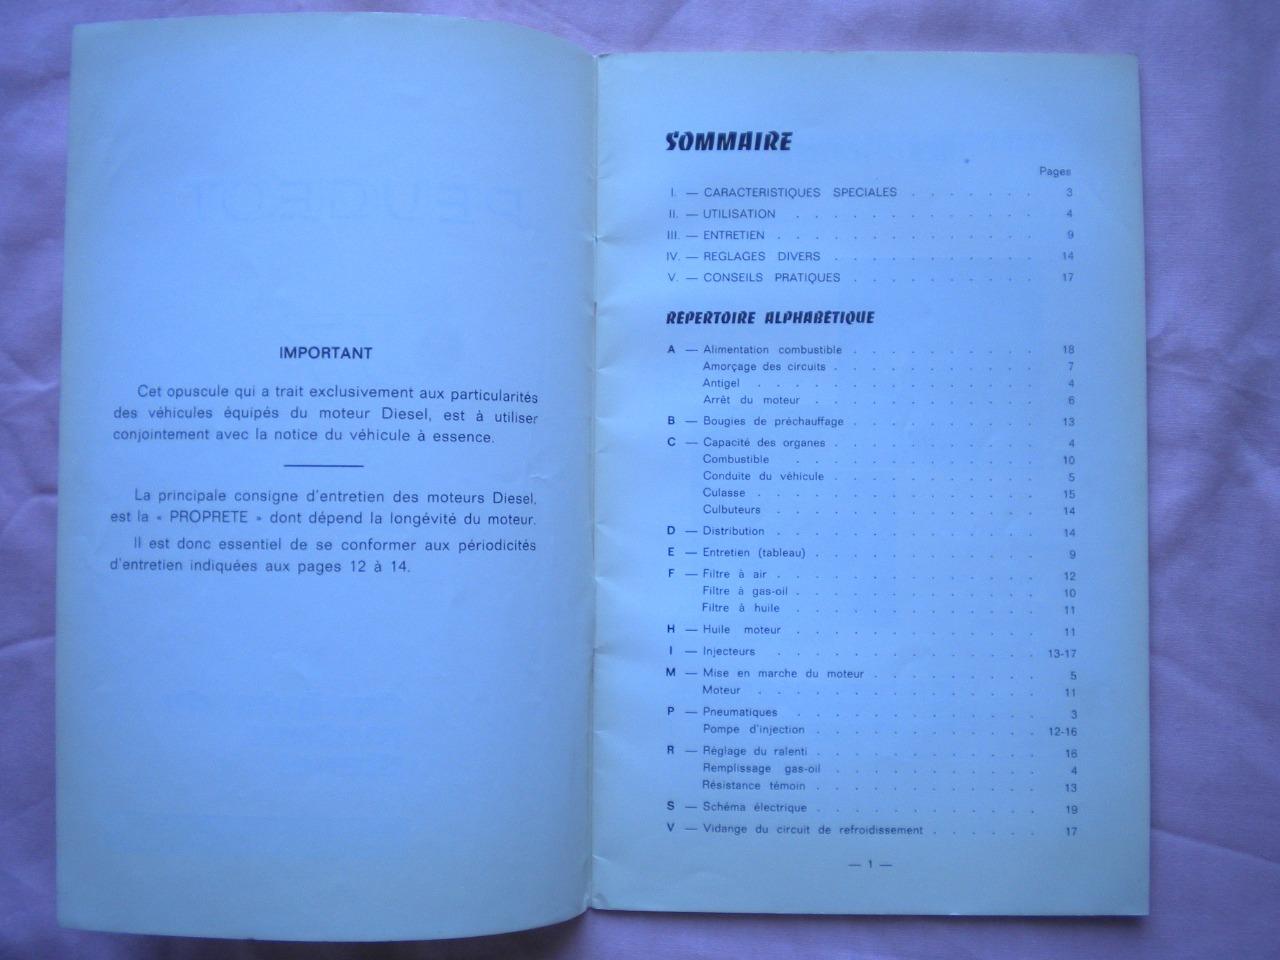 IMPORTANT
Cet opuscule qui a trait exclusivement aux particularités
des véhicules équipés du moteur Diesel, est à utiliser
conjointement avec la notice du véhicule à essence.
La principale consigne d'entretien des moteurs Diesel,
est la « PROPRETE » dont dépend la longévité du moteur.
Il est donc essentiel de se conformer aux périodicités
d'entretien indiquées aux pages 12 à 14.
SOMMAIRE
Pages
I. — CARACTERISTIQUES SPECIALES . . . . . . . 3
II. — UTILISATION . . . . . . . . . . . . . 4
III. — ENTRETIEN . . . . . . . . . . . . . . 9
IV. — REGLAGES DIVERS . . . . . . . . . . . 14
V. — CONSEILS PRATIQUES . . . . . . . . . . 17
RÉPERTOIRE ALPHABÉTIQUE
A — Alimentation combustible . . . . . . . . . . 18
Amorçage des circuits . . . . . . . . . . . 7
Antigel . . . . . . . . . . . . . . . 4
Arrêt du moteur . . . . . . . . . . . . 6
B — Bougies de préchauffage . . . . . . . . . . 13
C — Capacité des organes . . . . . . . . . . . 4
Combustible . . . . . . . . . . . . . 10
Conduite du véhicule . . . . . . . . . . . 5
Culasse . . . . . . . . . . . . . . . 15
Culbuteurs . . . . . . . . . . . . . . 14
D — Distribution . . . . . . . . . . . . . . 14
E — Entretien (tableau) . . . . . . . . . . . . 9
F — Filtre à air . . . . . . . . . . . . . . 12
Filtre à gas-oil . . . . . . . . . . . . . 10
Filtre à huile . . . . . . . . . . . . . 11
H — Huile moteur . . . . . . . . . . . . . 11
I — Injecteurs . . . . . . . . . . . . . . 13-17
M — Mise en marche du moteur . . . . . . . . . 5
Moteur . . . . . . . . . . . . . . . 11
P — Pneumatiques . . . . . . . . . . . . . 3
Pompe d'injection . . . . . . . . . . . . 12-16
R — Réglage du ralenti . . . . . . . . . . . . 16
Remplissage gas-oil . . . . . . . . . . . 4
Résistance témoin . . . . . . . . . . . . 13
S — Schéma électrique . . . . . . . . . . . . 19
V — Vidange du circuit de refroidissement . . . . . . 17
— 1 —